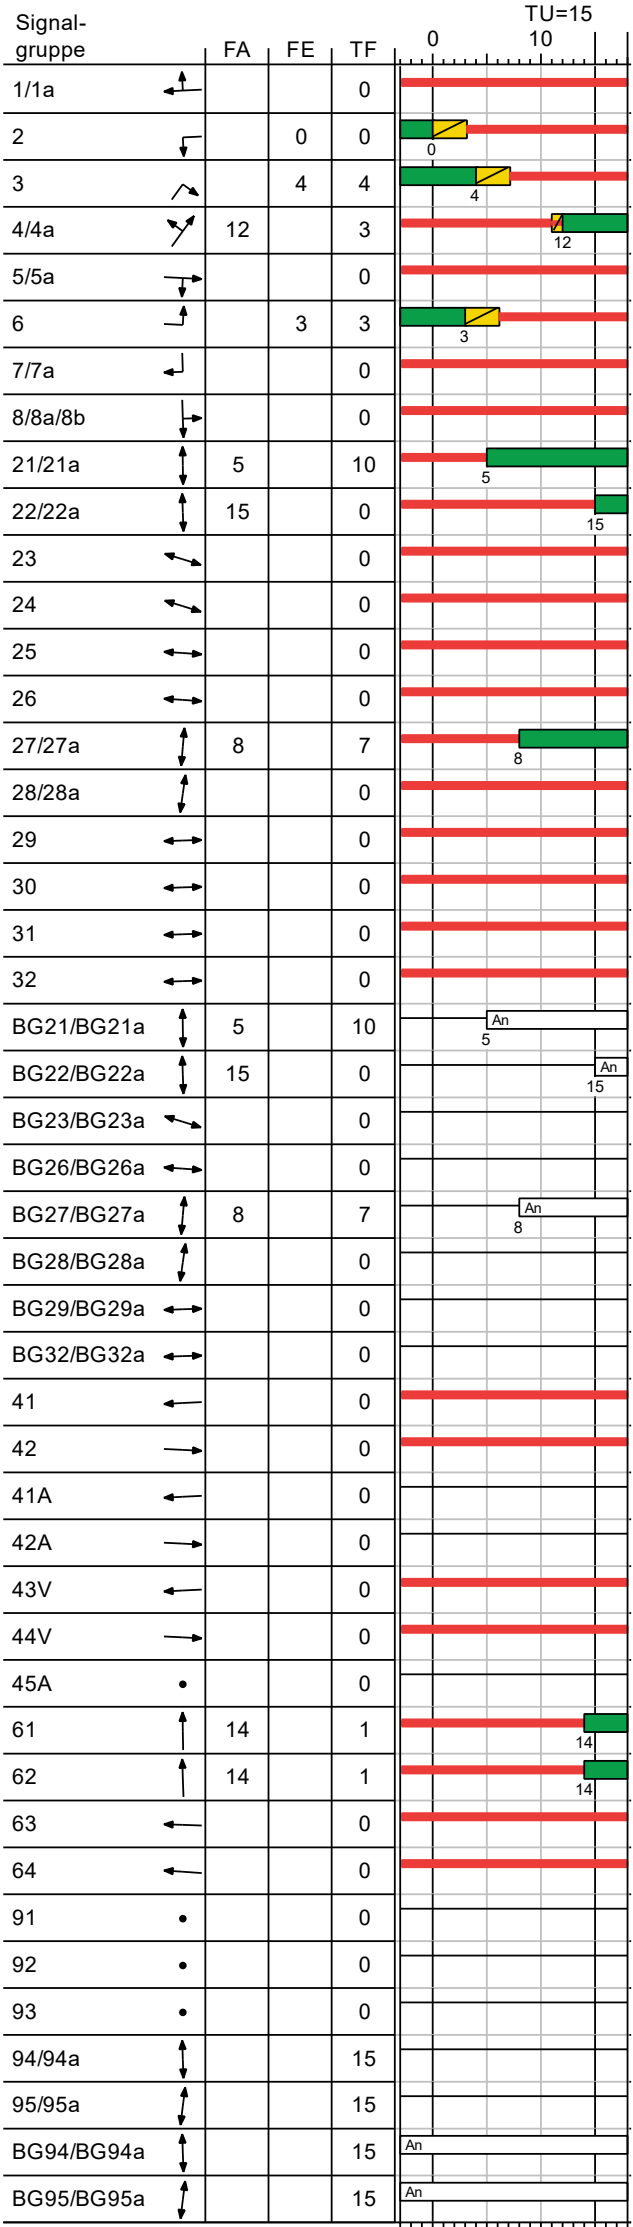 TU=15
Signal-
gruppe FA FE TF 0 10
1/1a 0
2 0 0
0
3 4 4
4
4/4a 12 3
12
5/5a 0
6 3 3
3
7/7a 0
8/8a/8b 0
21/21a 5 10
5
22/22a 15 0
15
23 0
24 0
25 0
26 0
27/27a 8 7
8
28/28a 0
29 0
30 0
31 0
32 0
BG21/BG21a 5 10 An
5
BG22/BG22a 15 0 An
15
BG23/BG23a 0
BG26/BG26a 0
BG27/BG27a 8 7 An
8
BG28/BG28a 0
BG29/BG29a 0
BG32/BG32a 0
41 0
42 0
41A 0
42A 0
43V 0
44V 0
45A 0
61 14 1
14
62 14 1
14
63 0
64 0
91 0
92 0
93 0
94/94a 15
95/95a 15
BG94/BG94a 15 An
BG95/BG95a 15 An